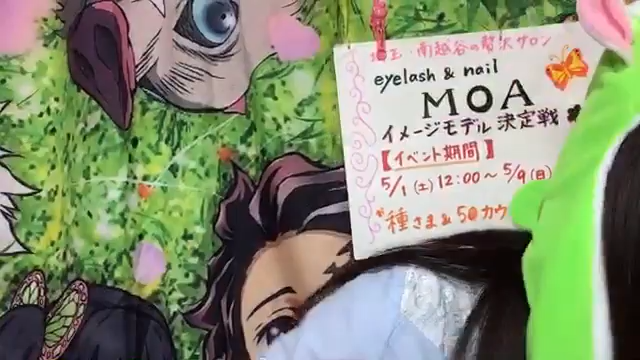 埼玉・南越谷の贅沢サロン
eyelash & nail
MOA
イメージモデル 決定戦
【イベント期間】
5/1(土)12:00～5/9(日)
種さま& 50カウ